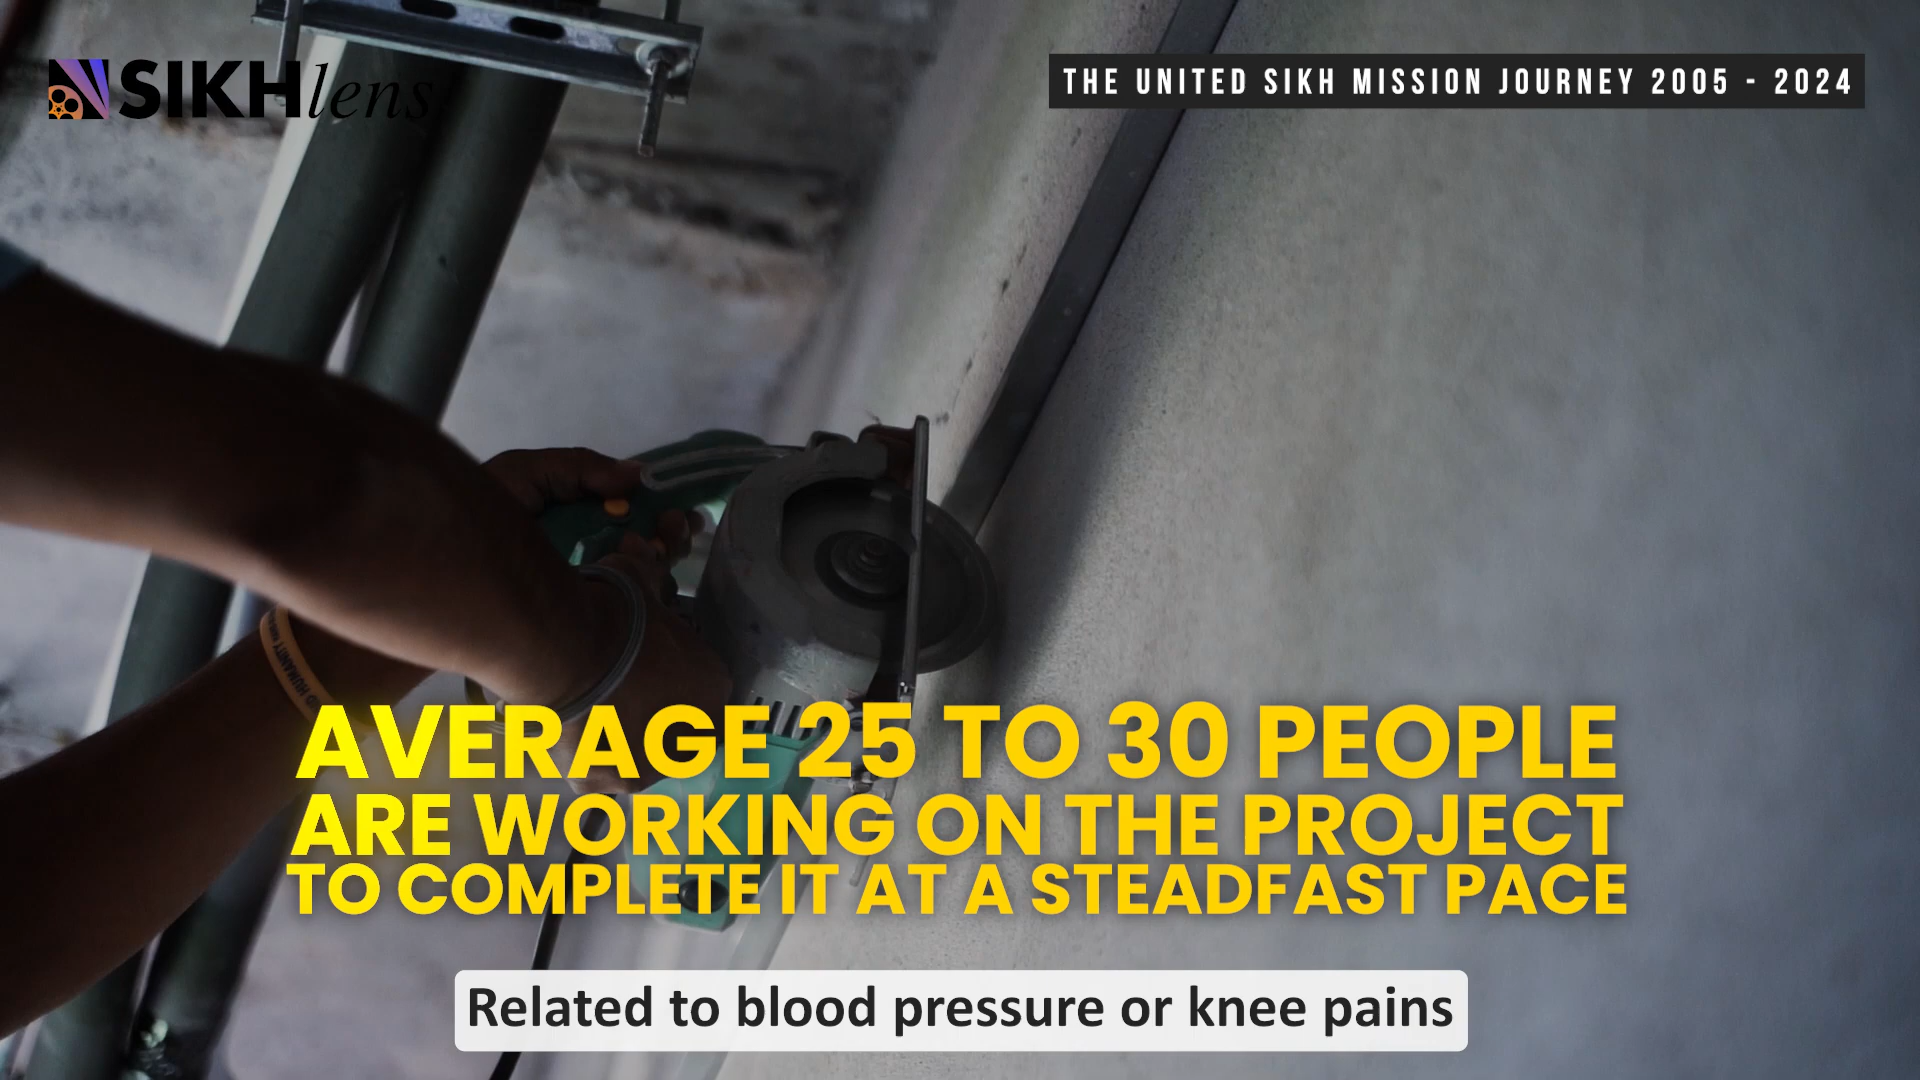 SIKHlens
THE UNITED SIKH MISSION JOURNEY 2005 - 2024
AVERAGE 25 TO 30 PEOPLE
ARE WORKING ON THE PROJECT
TO COMPLETE IT AT A STEADFAST PACE
Related to blood pressure or knee pains